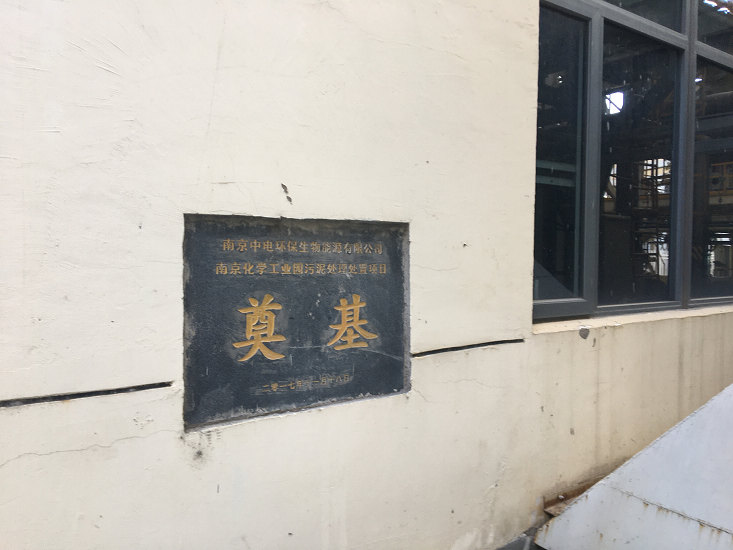 南京中电环保生物能源有限公司
南京化学工业园污泥处理处置项目
奠 基
二零一七年十一月十八日